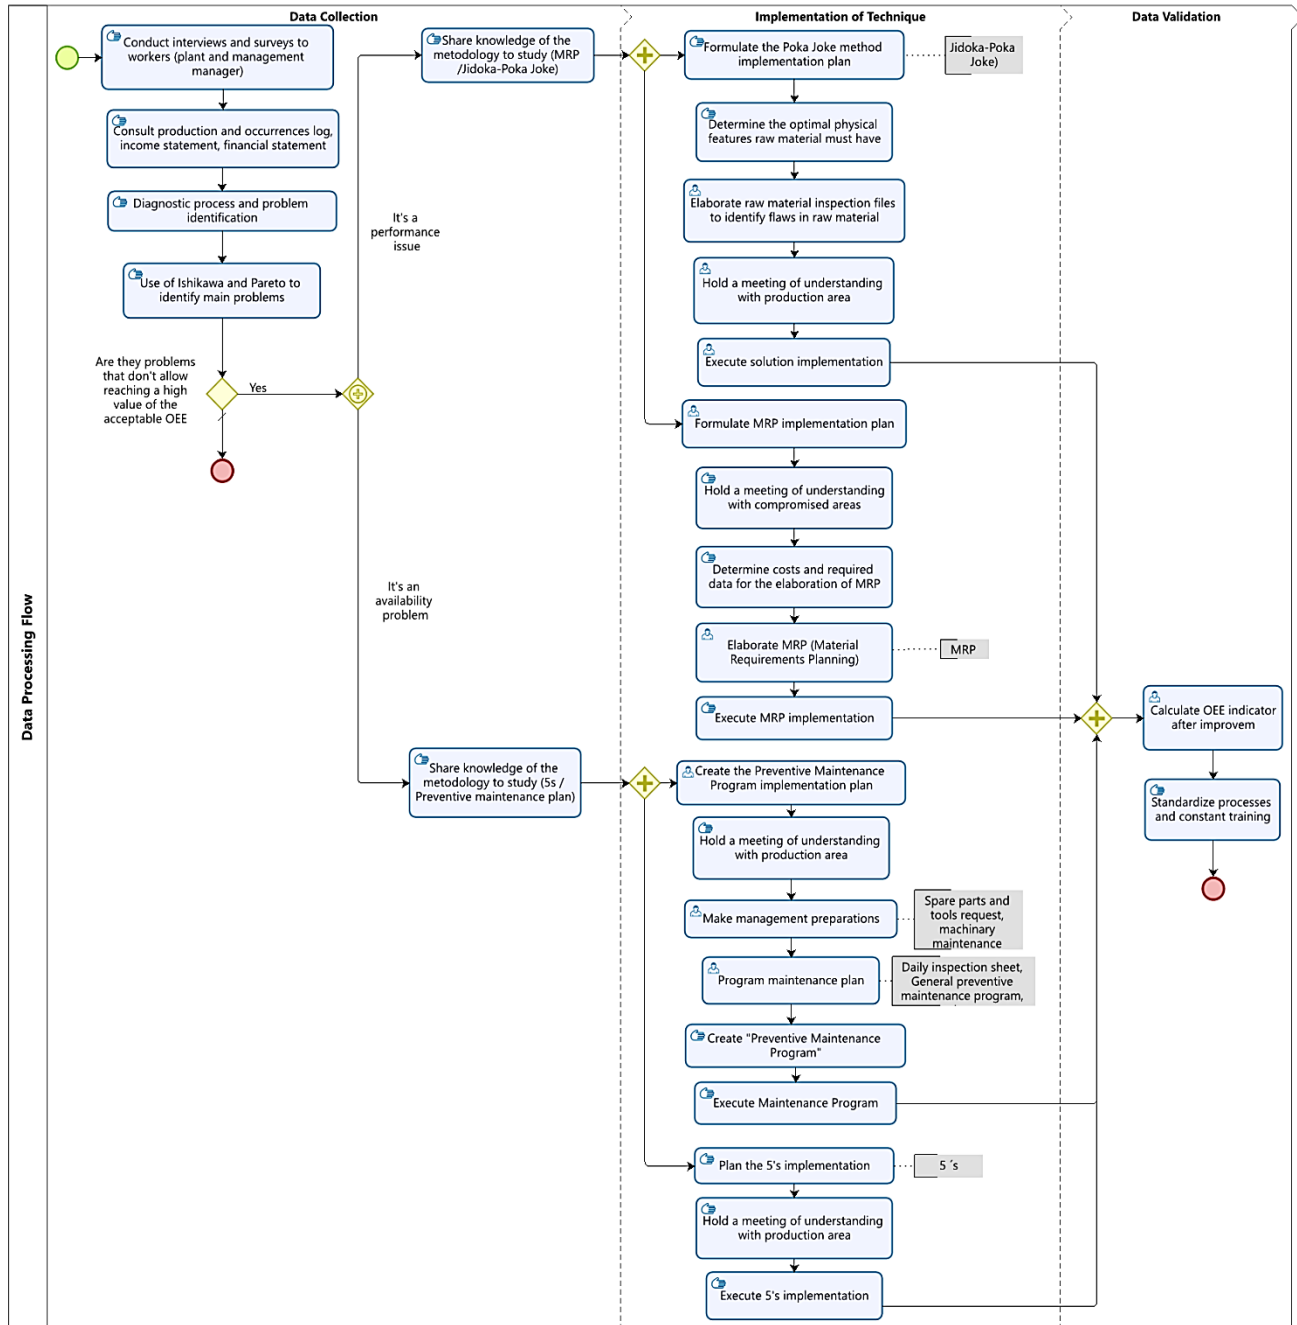 Data Processing Flow
Data Collection
Implementation of Technique
Data Validation
Conduct interviews and surveys to
workers (plant and management
manager)
Consult production and occurrences log,
income statement, financial statement
Diagnostic process and problem
identification
Use of Ishikawa and Pareto to
identify main problems
Are they problems
that don't allow
reaching a high
value of the
acceptable OEE
Yes
It's a
performance
issue
It's an
availability
problem
Share knowledge of the
metodology to study (MRP
/Jidoka-Poka Joke)
Share knowledge of the
metodology to study (5s /
Preventive maintenance plan)
Formulate the Poka Joke method
implementation plan
Jidoka-Poka
Joke)
Determine the optimal physical
features raw material must have
Elaborate raw material inspection files
to identify flaws in raw material
Hold a meeting of understanding
with production area
Execute solution implementation
Formulate MRP implementation plan
Hold a meeting of understanding
with compromised areas
Determine costs and required
data for the elaboration of MRP
Elaborate MRP (Material
Requirements Planning)
MRP
Execute MRP implementation
Create the Preventive Maintenance
Program implementation plan
Hold a meeting of understanding
with production area
Make management preparations
Spare parts and
tools request,
machinary
maintenance
Program maintenance plan
Daily inspection sheet,
General preventive
maintenance program,
Create "Preventive Maintenance
Program"
Execute Maintenance Program
Plan the 5's implementation
5 ´s
Hold a meeting of understanding
with production area
Execute 5's implementation
Calculate OEE indicator
after improvem
Standardize processes
and constant training